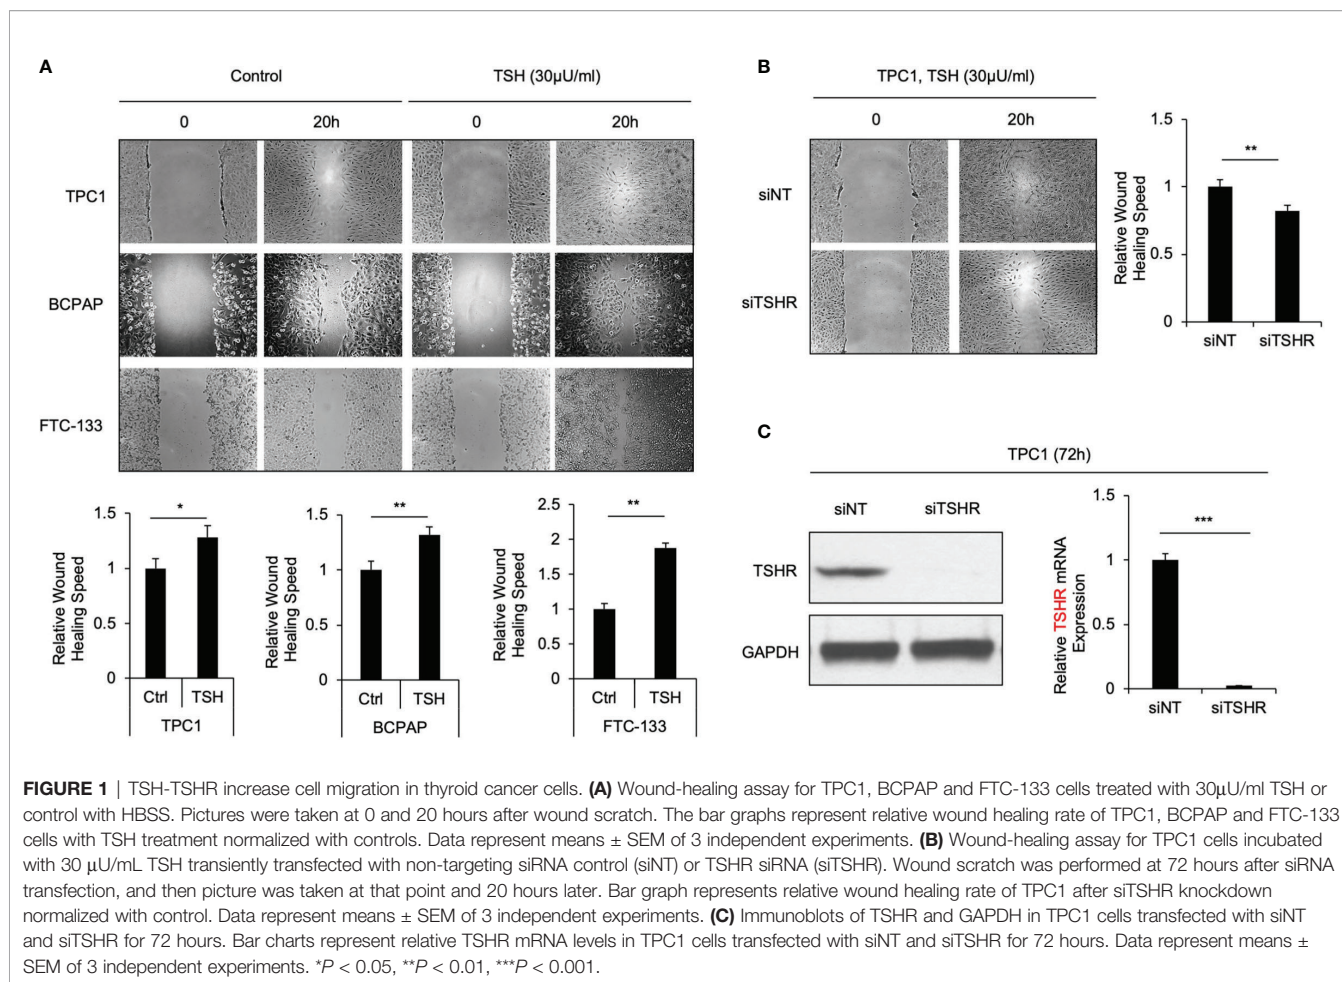 A
Control
TSH (30µU/ml)
0
20h
0
20h
TPC1
BCPAP
FTC-133
1.5
1
0.5
0
Relative Wound
Healing Speed
*
Ctrl
TSH
TPC1
1.5
1
0.5
0
Relative Wound
Healing Speed
**
Ctrl
TSH
BCPAP
2.5
2
1.5
1
0.5
0
Relative Wound
Healing Speed
**
Ctrl
TSH
FTC-133
B
TPC1, TSH (30µU/ml)
0
20h
siNT
siTSHR
1.5
1
0.5
0
Relative Wound
Healing Speed
**
siNT
siTSHR
C
TPC1 (72h)
siNT
siTSHR
TSHR
GAPDH
1.5
1
0.5
0
Relative TSHR mRNA
Expression
***
siNT
siTSHR
FIGURE 1 | TSH-TSHR increase cell migration in thyroid cancer cells. (A) Wound-healing assay for TPC1, BCPAP and FTC-133 cells treated with 30µU/ml TSH or
control with HBSS. Pictures were taken at 0 and 20 hours after wound scratch. The bar graphs represent relative wound healing rate of TPC1, BCPAP and FTC-133
cells with TSH treatment normalized with controls. Data represent means ± SEM of 3 independent experiments. (B) Wound-healing assay for TPC1 cells incubated
with 30 µU/mL TSH transiently transfected with non-targeting siRNA control (siNT) or TSHR siRNA (siTSHR). Wound scratch was performed at 72 hours after siRNA
transfection, and then picture was taken at that point and 20 hours later. Bar graph represents relative wound healing rate of TPC1 after siTSHR knockdown
normalized with control. Data represent means ± SEM of 3 independent experiments. (C) Immunoblots of TSHR and GAPDH in TPC1 cells transfected with siNT
and siTSHR for 72 hours. Bar charts represent relative TSHR mRNA levels in TPC1 cells transfected with siNT and siTSHR for 72 hours. Data represent means ±
SEM of 3 independent experiments. *P < 0.05, **P < 0.01, ***P < 0.001.